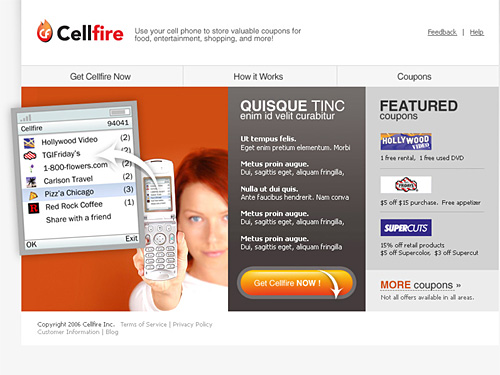 Cellfire
Use your cell phone to store valuable coupons for
food, entertainment, shopping, and more!
Feedback | Help
Get Cellfire Now
How it Works
Coupons
Cellfire 94041
Hollywood Video (2)
TGIFriday's (2)
1-800-flowers.com
Carlson Travel (2)
Pizz'a Chicago (3)
Red Rock Coffee (1)
Share with a friend
OK Exit
QUISQUE TINC
enim id velit curabitur
Ut tempus felis.
Eget enim pretium elementum. Morbi
Metus proin augue.
Dui, sagittis eget, aliquam fringilla,
Nulla ut dui quis.
Ante faucibus hendrerit. Nam conva
Metus proin augue.
Dui, sagittis eget, aliquam fringilla,
Metus proin augue.
Dui, sagittis eget, aliquam fringilla
Get Cellfire NOW !
FEATURED
coupons
HOLLYWOOD
VIDEO
1 free rental, 1 free used DVD
$5 off $15 purchase. Free appetizer
SUPERCUTS
15% off retail products
$5 off Supercolor, $3 off Supercut
MORE coupons »
Not all offers available in all areas.
Copyright 2006 Cellfire Inc. Terms of Service | Privacy Policy
Customer Information | Blog